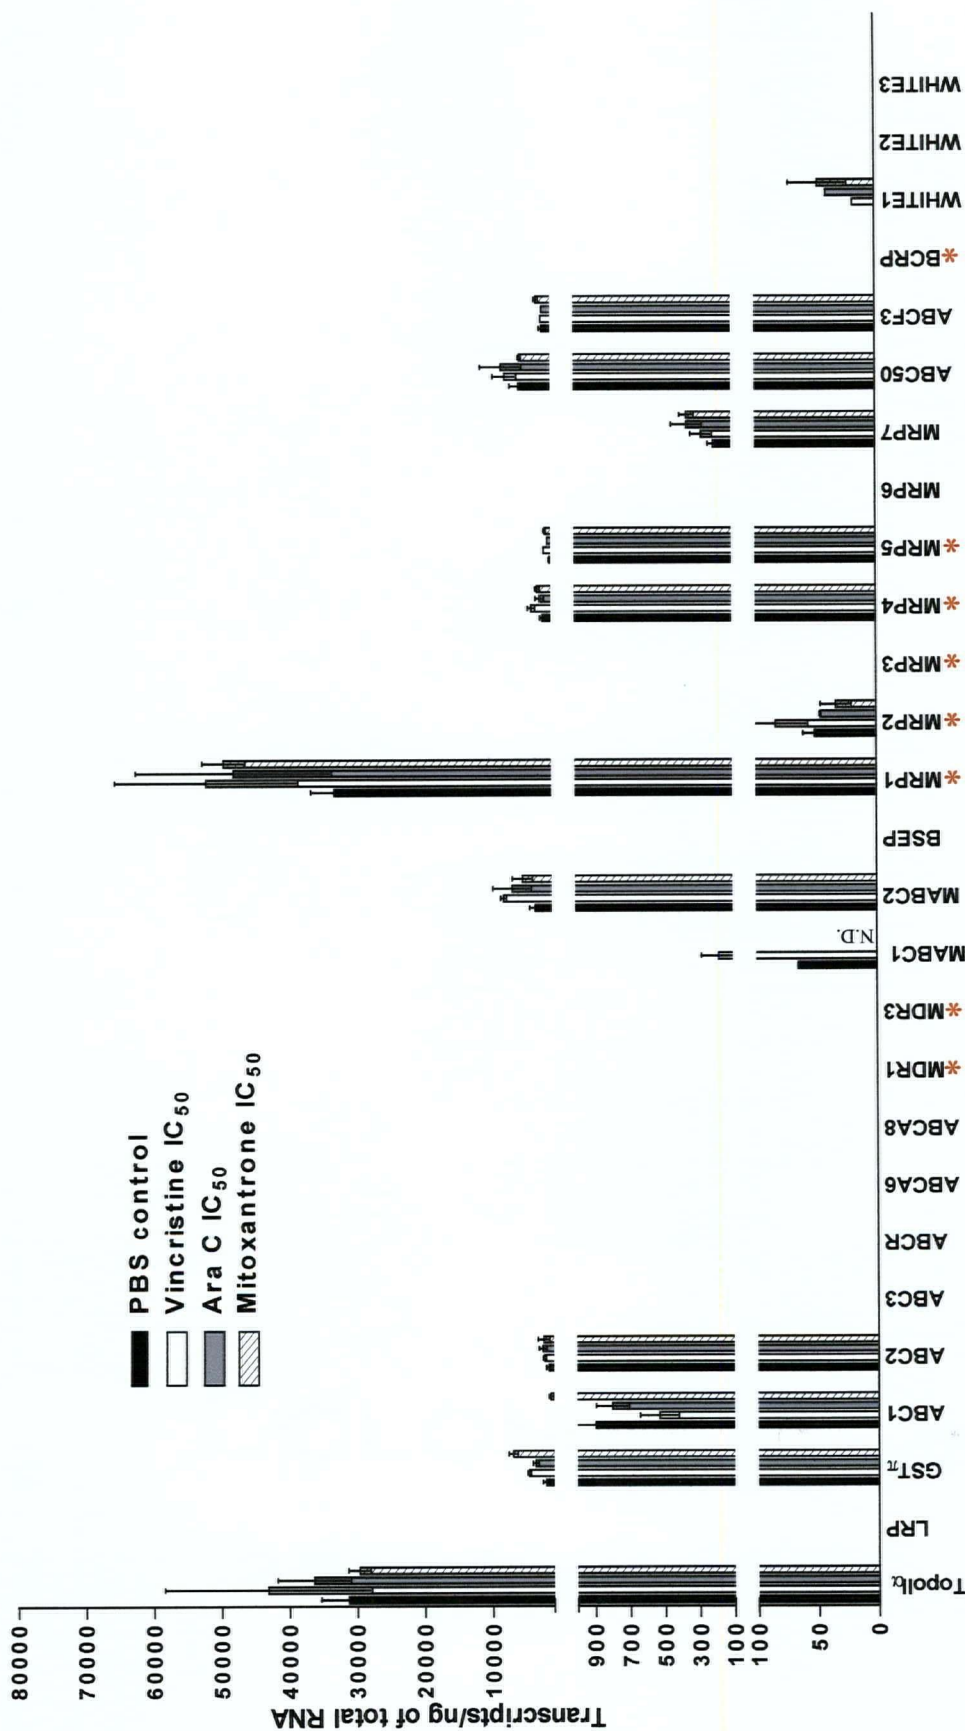 Transcripts/ng of total RNA
80000
70000
60000
50000
40000
30000
20000
10000
900
700
500
300
100
100
50
0
PBS control
Vincristine IC50
Ara C IC50
Mitoxantrone IC50
N.D.
TopoIIα
LRP
GSTπ
ABC1
ABC2
ABC3
ABCR
ABCA6
ABCA8
MDR1*
MDR3*
MABC1
MABC2
BSEP
MRP1*
MRP2*
MRP3*
MRP4*
MRP5*
MRP6
MRP7
ABC50
ABCF3
BCRP*
WHITE1
WHITE2
WHITE3